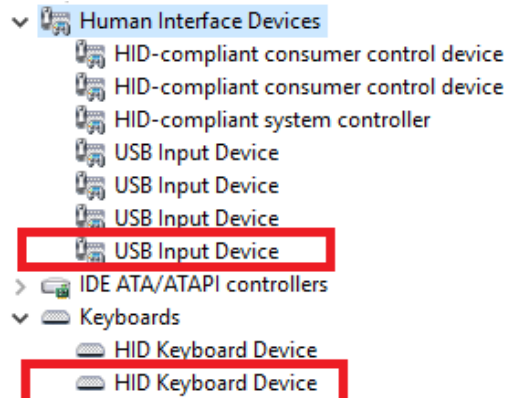 Human Interface Devices
HID-compliant consumer control device
HID-compliant consumer control device
HID-compliant system controller
USB Input Device
USB Input Device
USB Input Device
USB Input Device
IDE ATA/ATAPI controllers
Keyboards
HID Keyboard Device
HID Keyboard Device